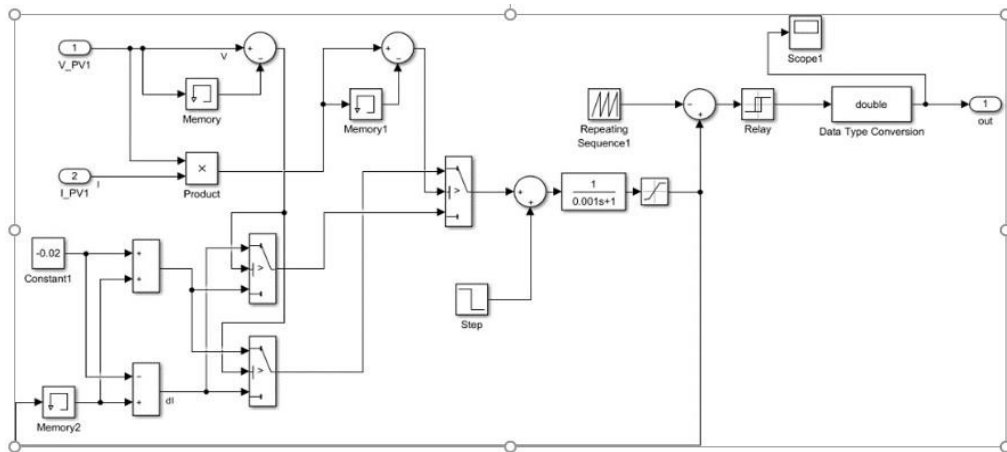 1
V_PV1
V
Memory
Memory1
2
I_PV1
I
×
Product
-0.02
Constant1
+
+
-
+
dI
Memory2
>
>
>
Step
1
0.001s+1
Repeating
Sequence1
Relay
double
Data Type Conversion
Scope1
1
out